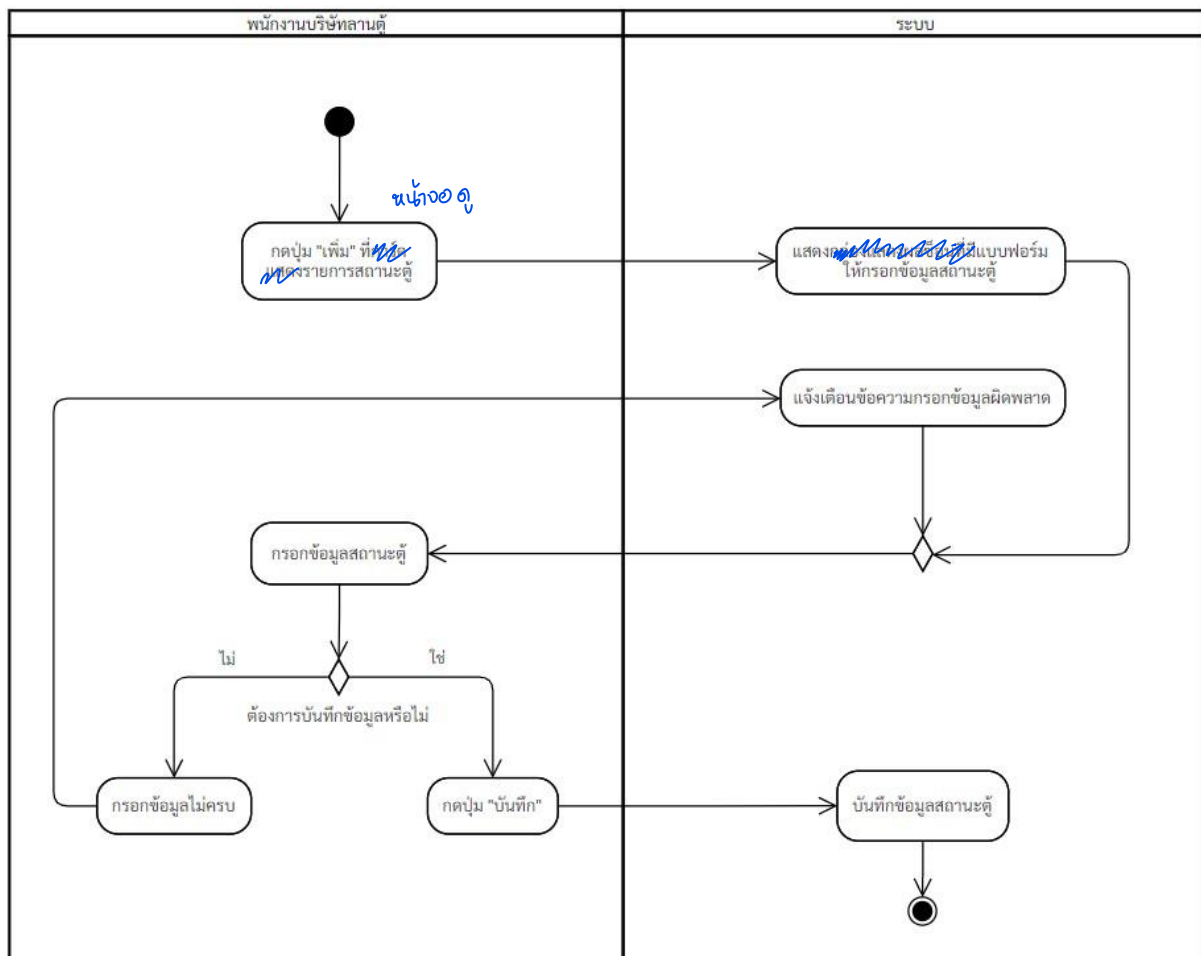 พนักงานบริษัทลานตู้
ระบบ
หน้าจอ ดู
กดปุ่ม "เพิ่ม" ที่
แสดงรายการสถานะตู้
แสดง ที่มีแบบฟอร์ม
ให้กรอกข้อมูลสถานะตู้
แจ้งเตือนข้อความกรอกข้อมูลผิดพลาด
กรอกข้อมูลสถานะตู้
ไม่
ใช่
ต้องการบันทึกข้อมูลหรือไม่
กรอกข้อมูลไม่ครบ
กดปุ่ม "บันทึก"
บันทึกข้อมูลสถานะตู้